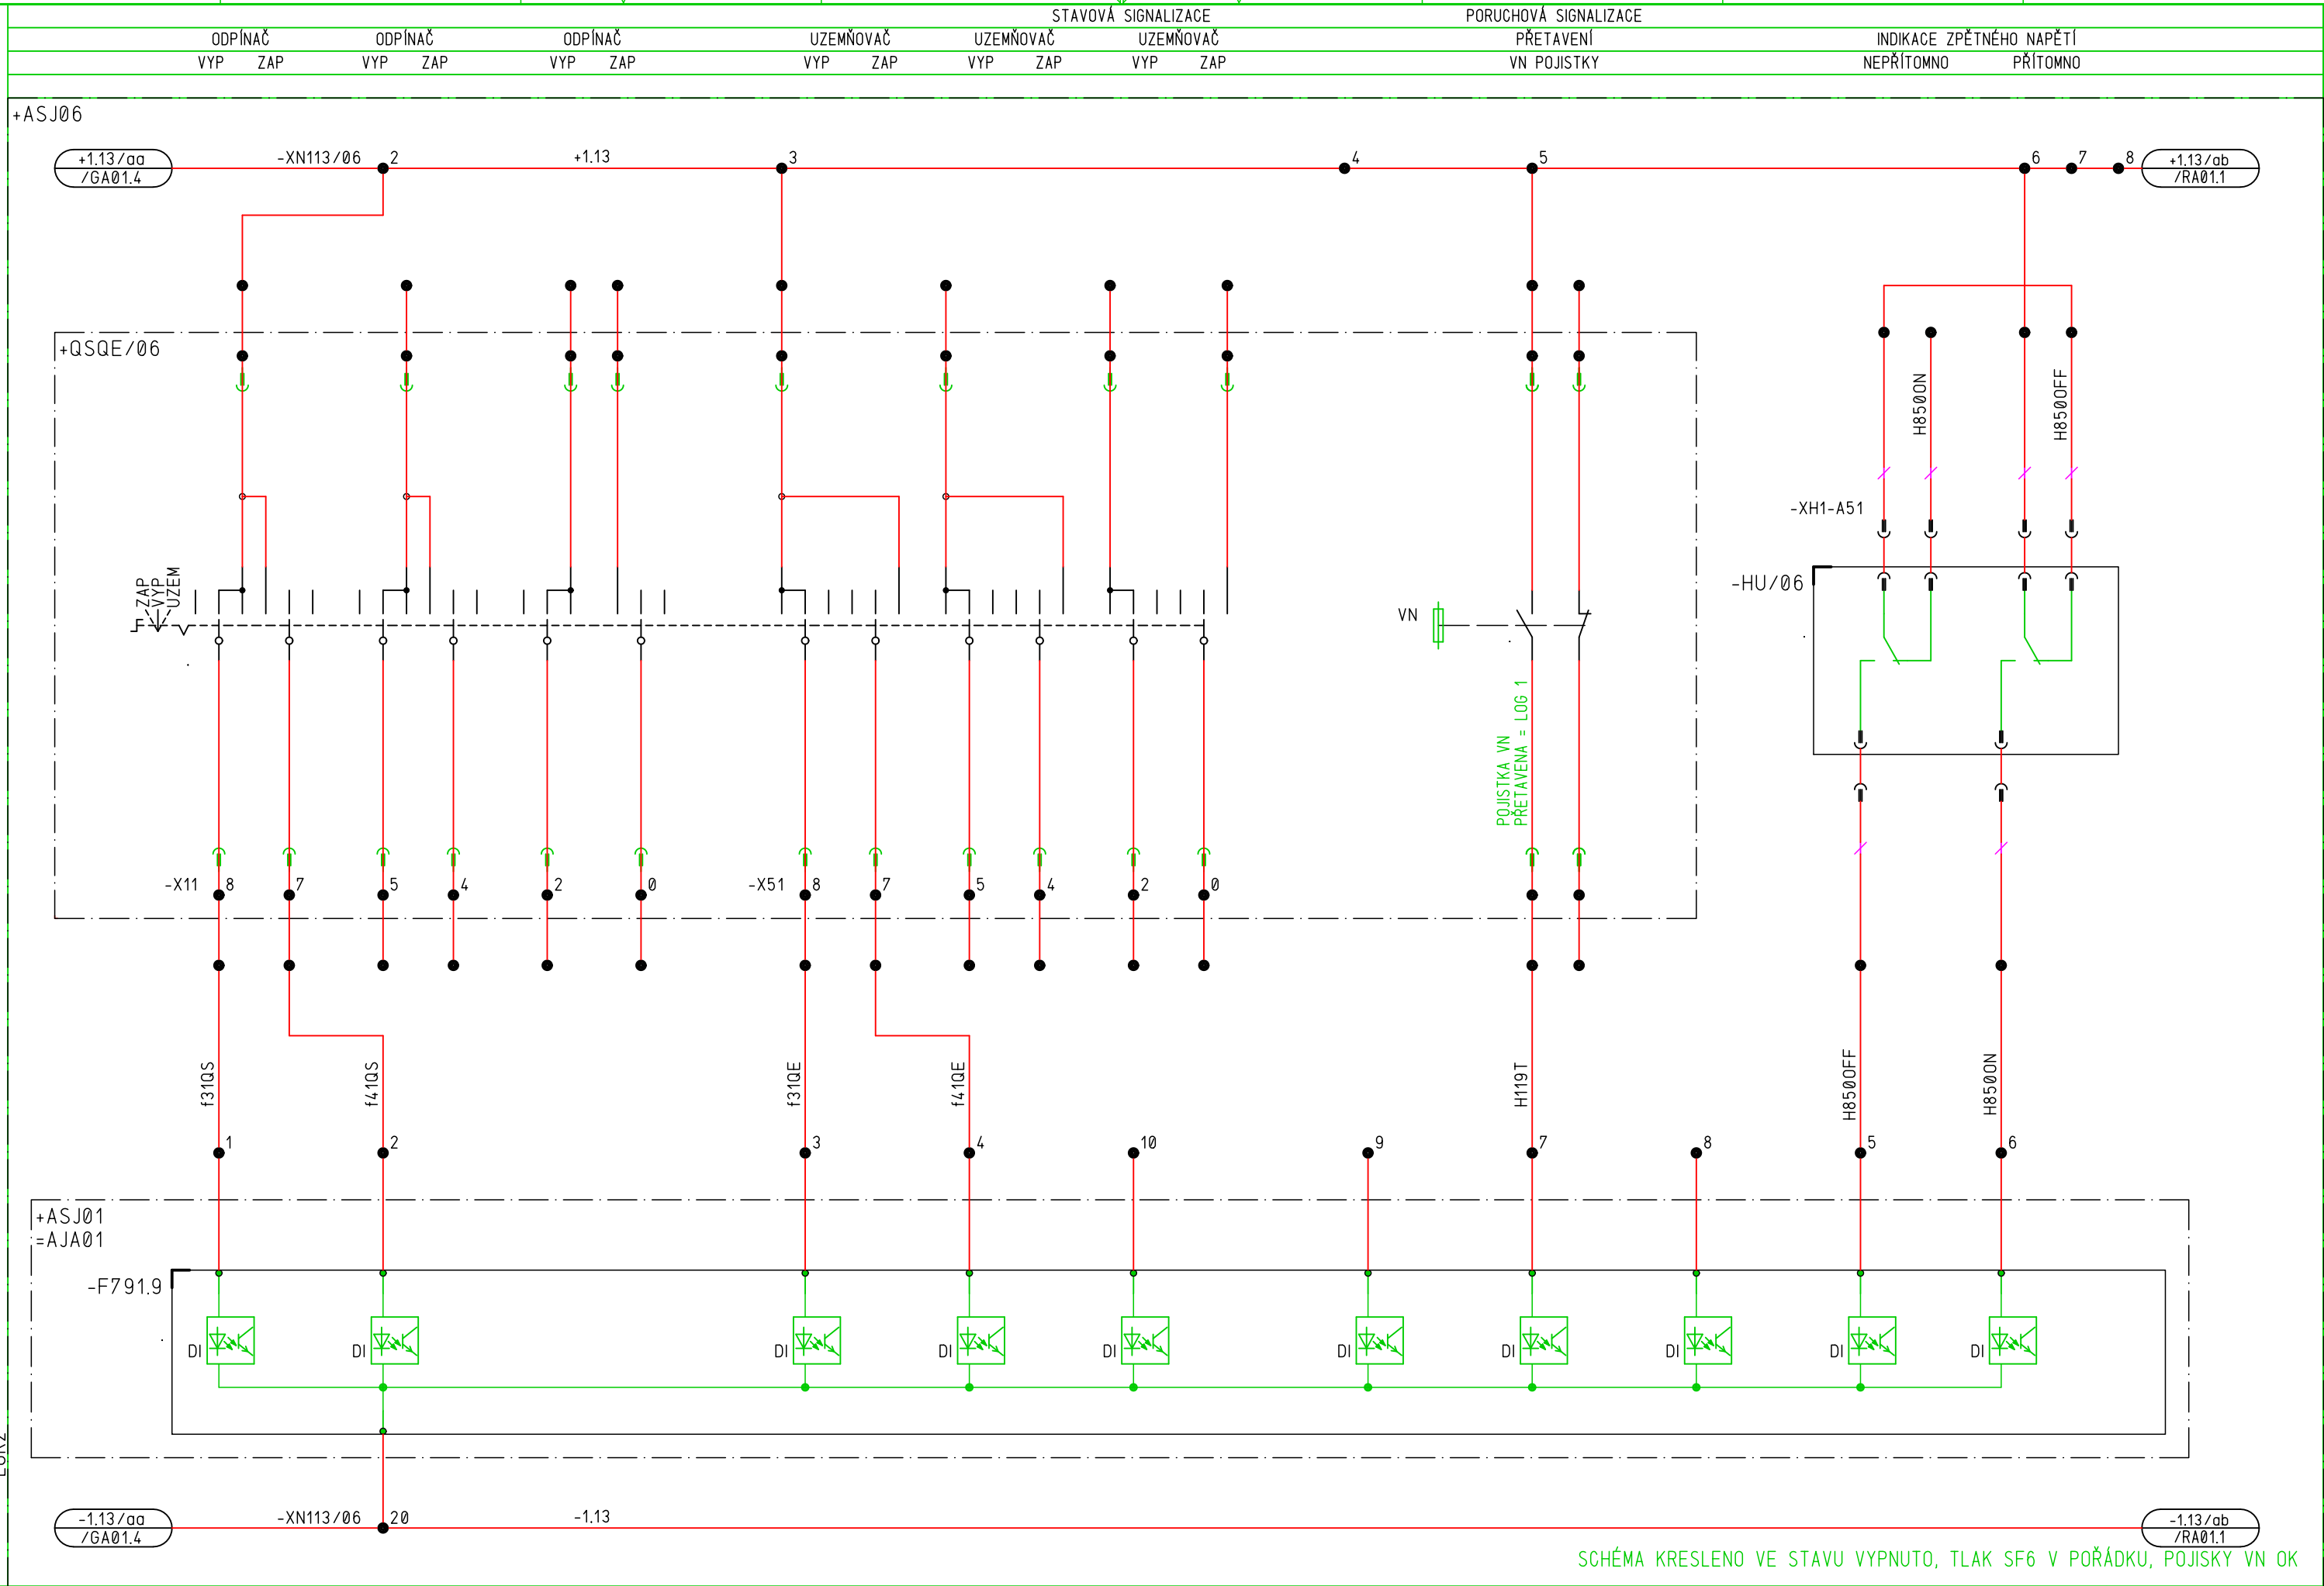 STAVOVÁ SIGNALIZACE PORUCHOVÁ SIGNALIZACE
ODPÍNAČ ODPÍNAČ ODPÍNAČ UZEMŇOVAČ UZEMŇOVAČ UZEMŇOVAČ PŘETAVENÍ INDIKACE ZPĚTNÉHO NAPĚTÍ
VYP ZAP VYP ZAP VYP ZAP VYP ZAP VYP ZAP VYP ZAP VN POJISTKY NEPŘÍTOMNO PŘÍTOMNO
+ASJ06
+1.13/aa -XN113/06 2 +1.13 3 4 5 6 7 8 +1.13/ab
/GA01.4 /RA01.1
+QSQE/06
H850ON
H850OFF
-XH1-A51
ZAP
VYP
UZEM
-HU/06
VN
POJISTKA VN
PŘETAVENA = LOG 1
-X11 8 7 5 4 2 0 -X51 8 7 5 4 2 0
f31QS f41QS f31QE f41QE H119T H850OFF H850ON
1 2 3 4 10 9 7 8 5 6
+ASJ01
=AJA01
-F791.9
DI DI DI DI DI DI DI DI DI DI
-1.13/aa -XN113/06 20 -1.13 -1.13/ab
/GA01.4 /RA01.1
SCHÉMA KRESLENO VE STAVU VYPNUTO, TLAK SF6 V POŘÁDKU, POJISKY VN OK